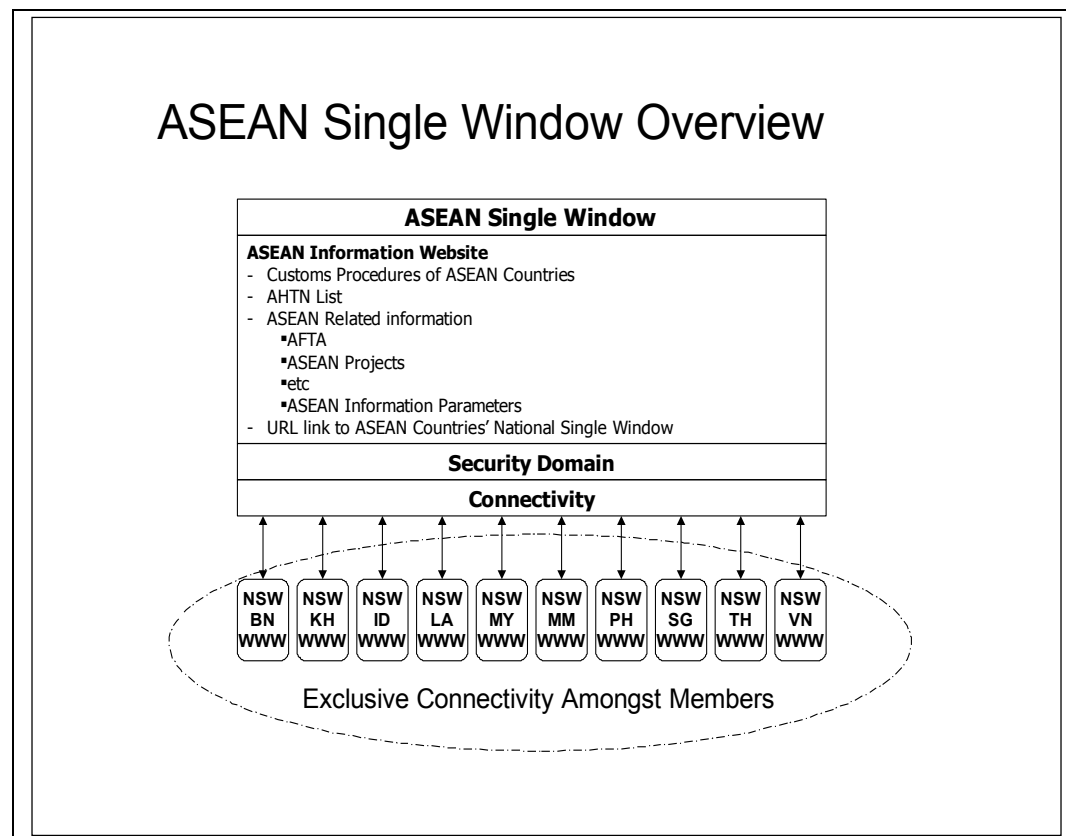 ASEAN Single Window Overview
ASEAN Single Window
ASEAN Information Website
- Customs Procedures of ASEAN Countries
- AHTN List
- ASEAN Related information
▪AFTA
▪ASEAN Projects
▪etc
▪ASEAN Information Parameters
- URL link to ASEAN Countries' National Single Window
Security Domain
Connectivity
NSW BN WWW
NSW KH WWW
NSW ID WWW
NSW LA WWW
NSW MY WWW
NSW MM WWW
NSW PH WWW
NSW SG WWW
NSW TH WWW
NSW VN WWW
Exclusive Connectivity Amongst Members